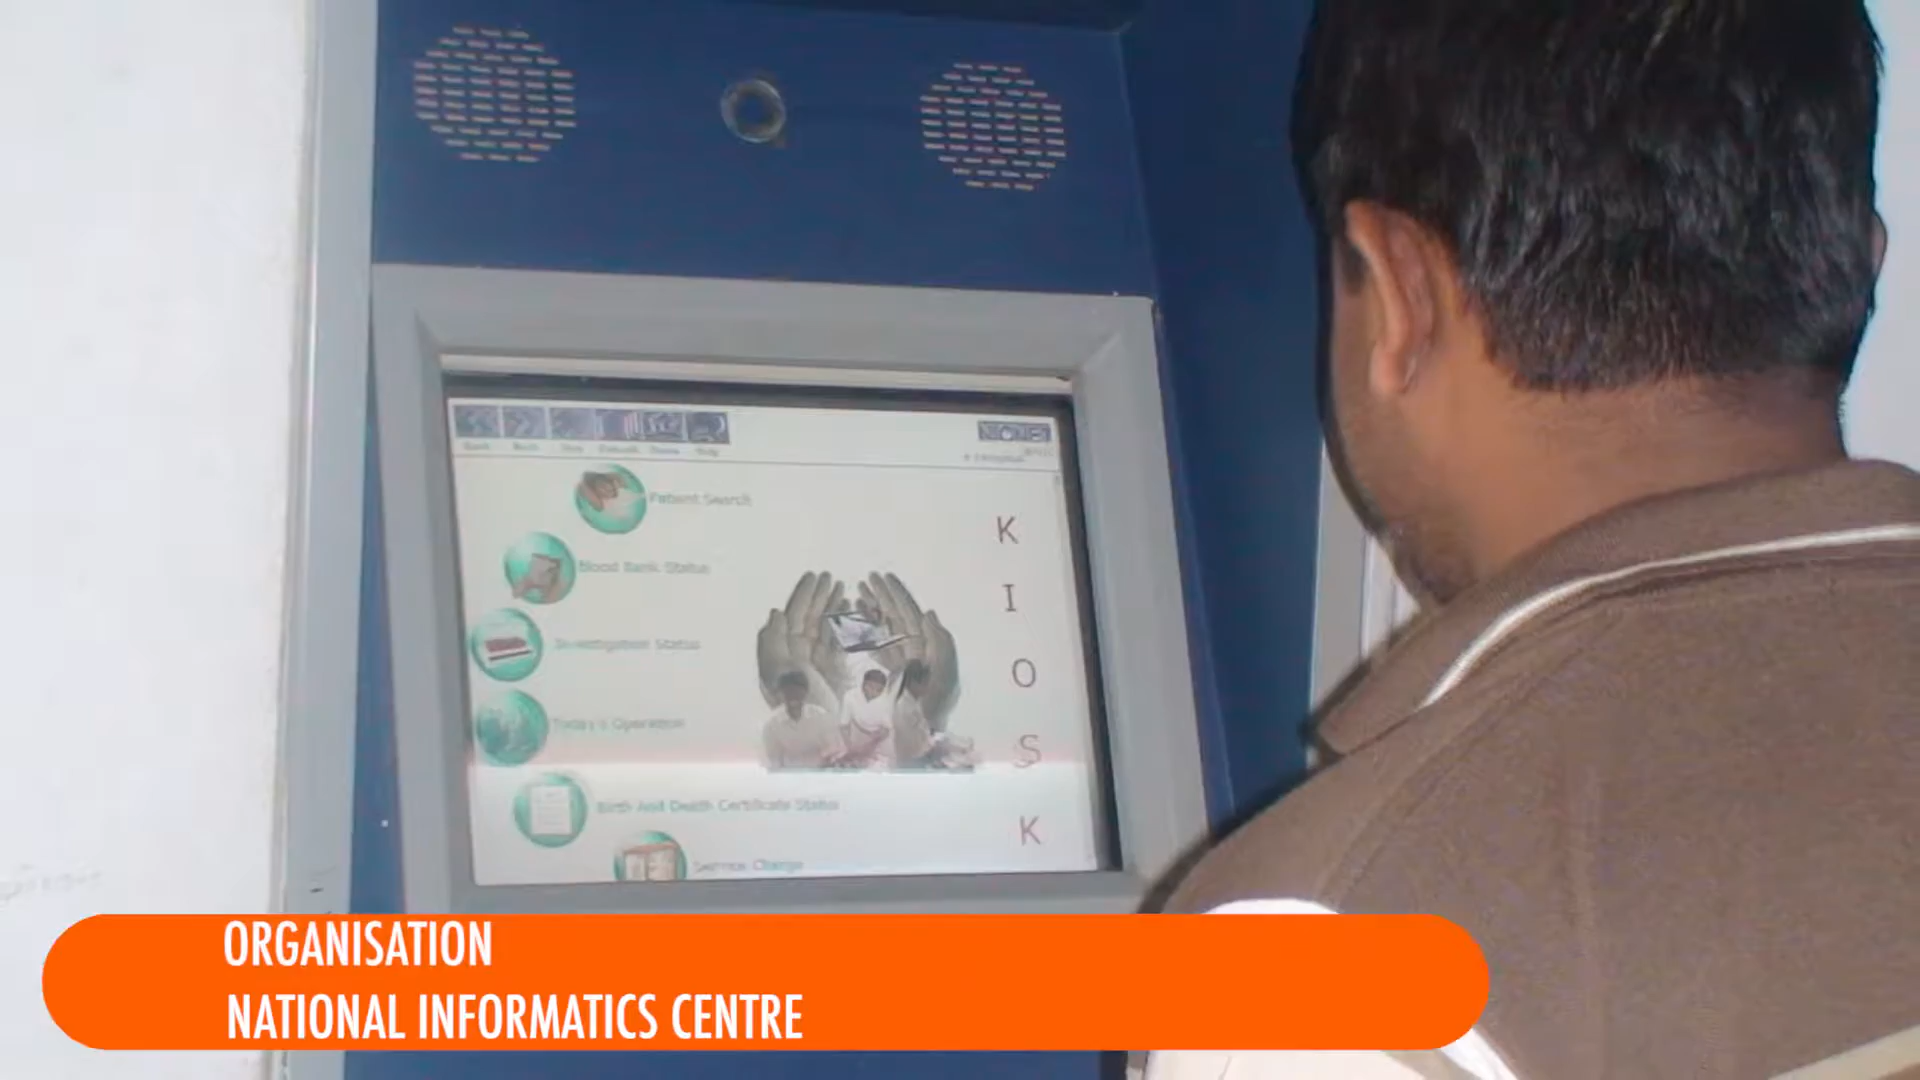 Patient Search
Blood Bank Status
Investigation Status
Today's Operation
Birth And Death Certificate Status
Service Charge
K
I
O
S
K
ORGANISATION
NATIONAL INFORMATICS CENTRE